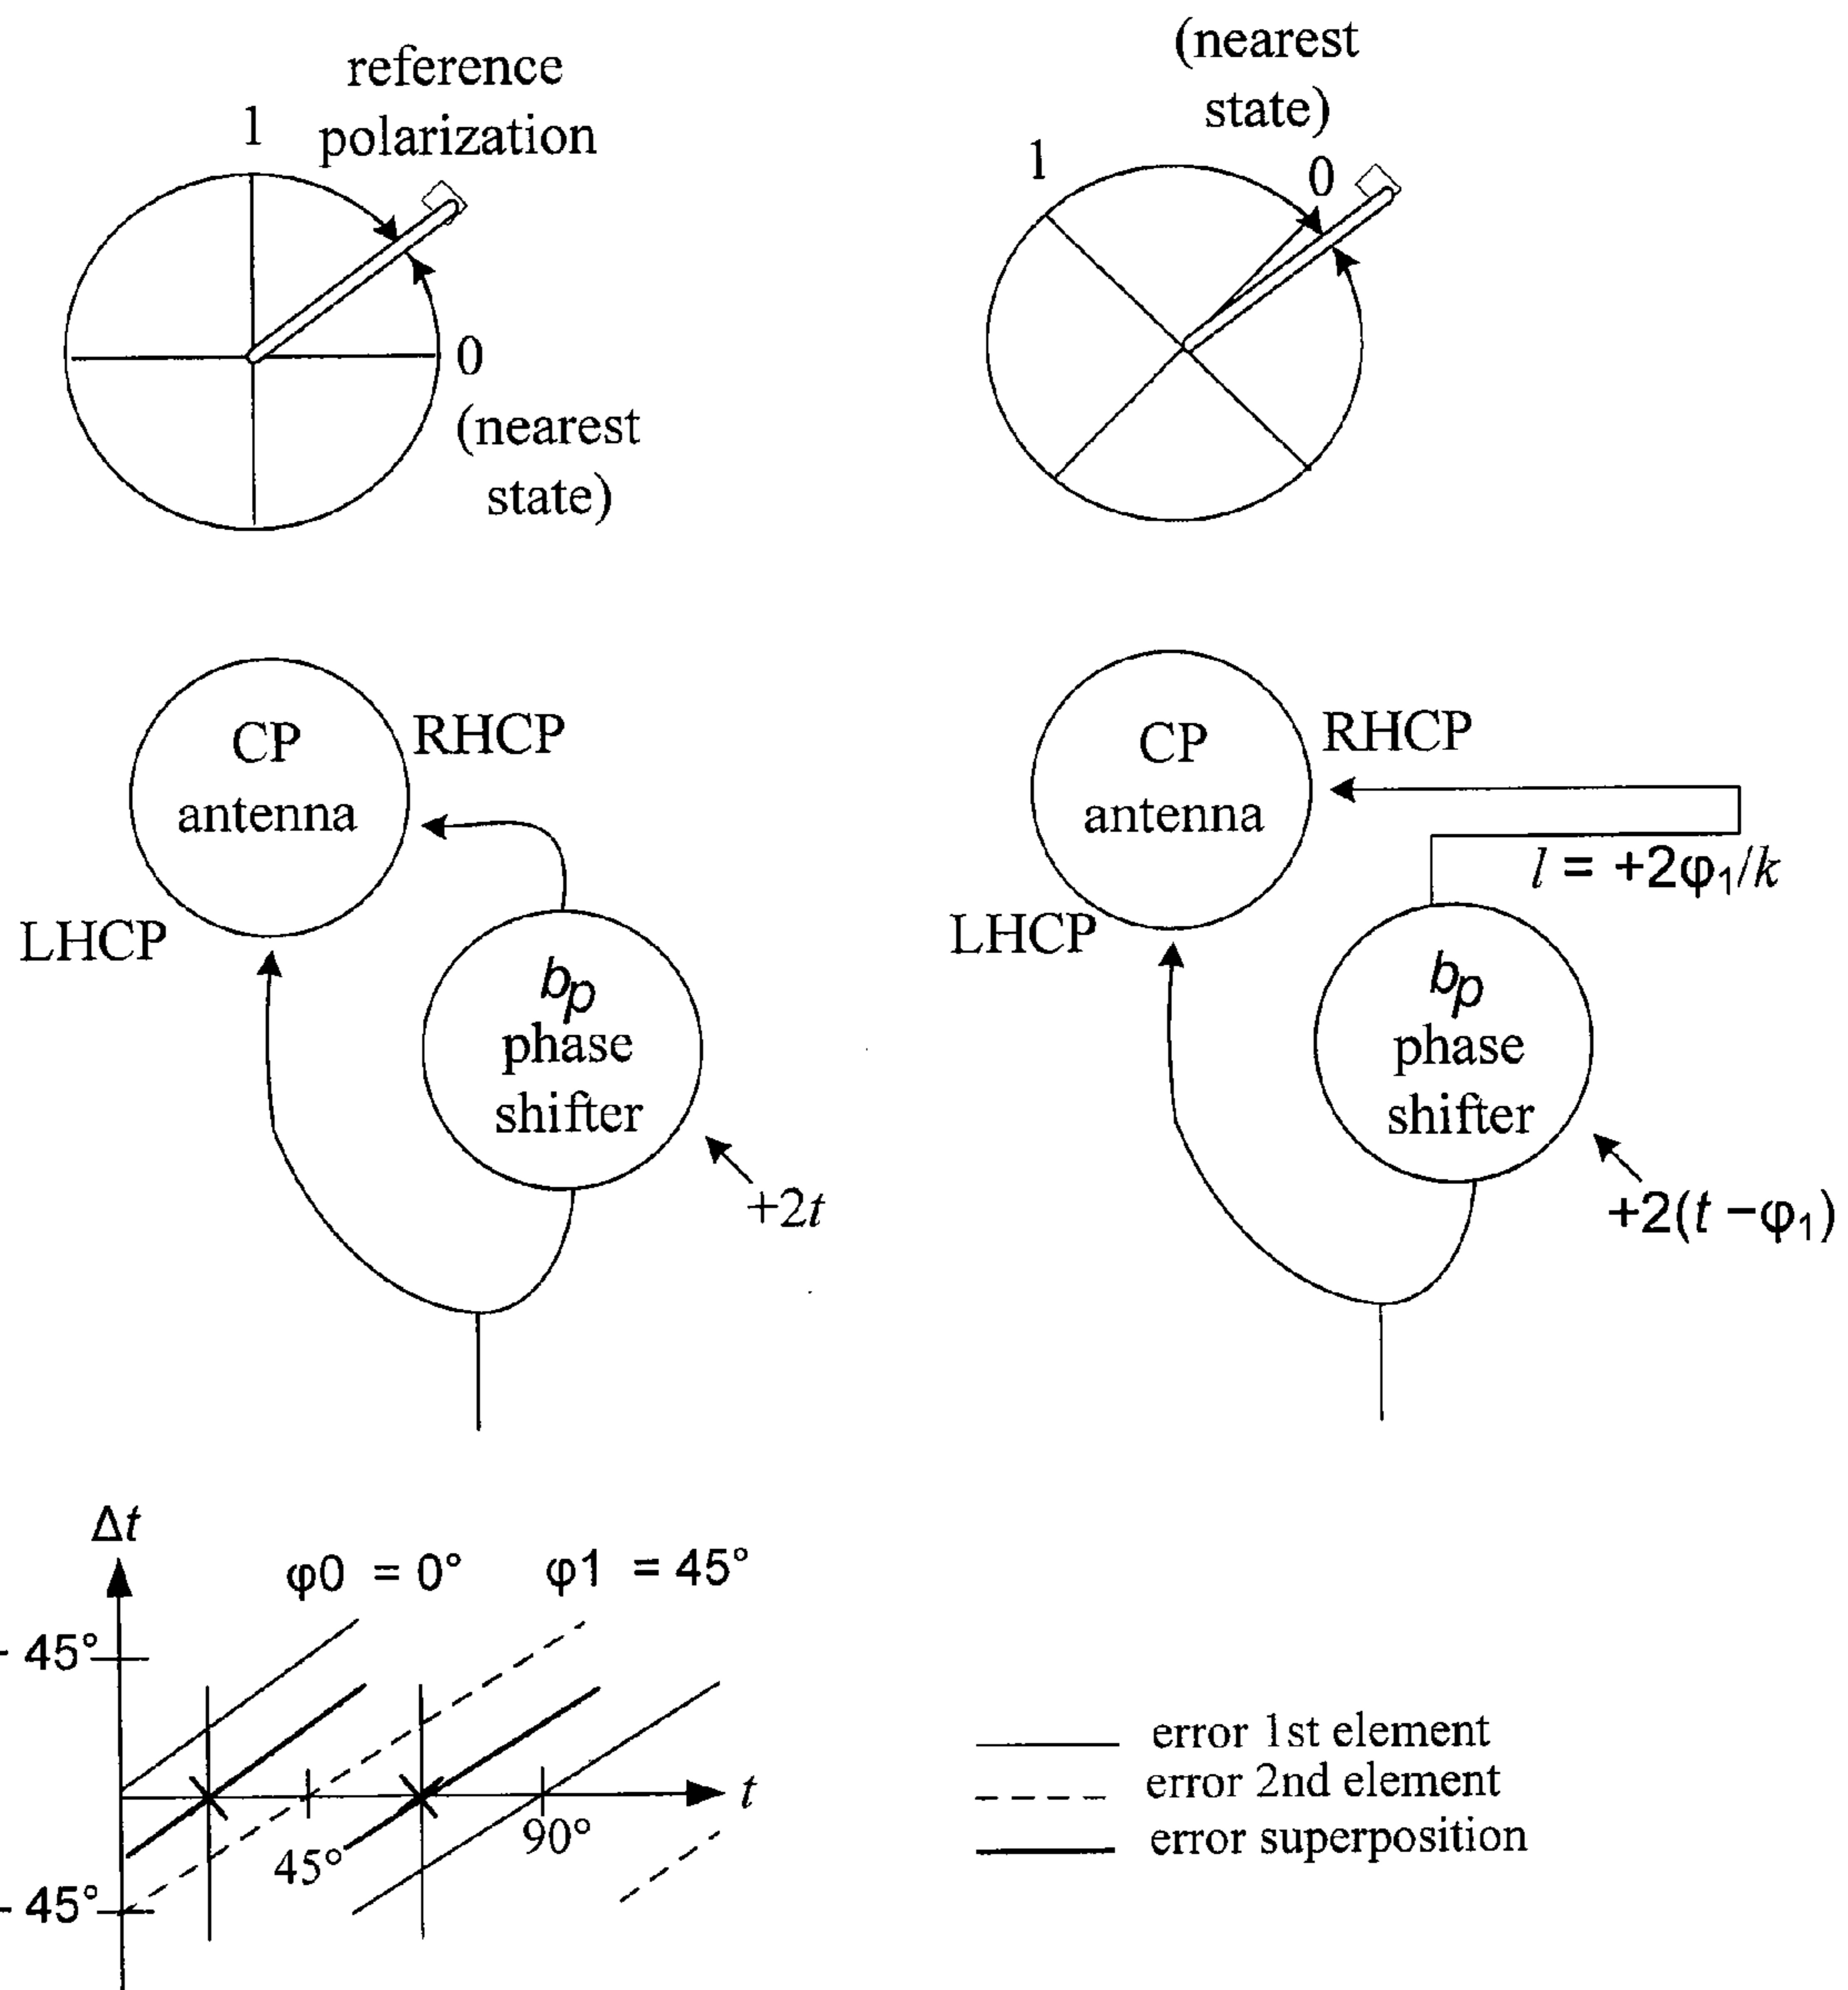 reference
polarization
1
0
(nearest
state)
(nearest
state)
1
0
CP
antenna
RHCP
LHCP
bp
phase
shifter
+2t
CP
antenna
RHCP
l = +2φ₁/k
LHCP
bp
phase
shifter
+2(t −φ₁)
Δt
φ0 = 0°
φ1 = 45°
- 45°
t
45°
90°
- 45°
error 1st element
error 2nd element
error superposition